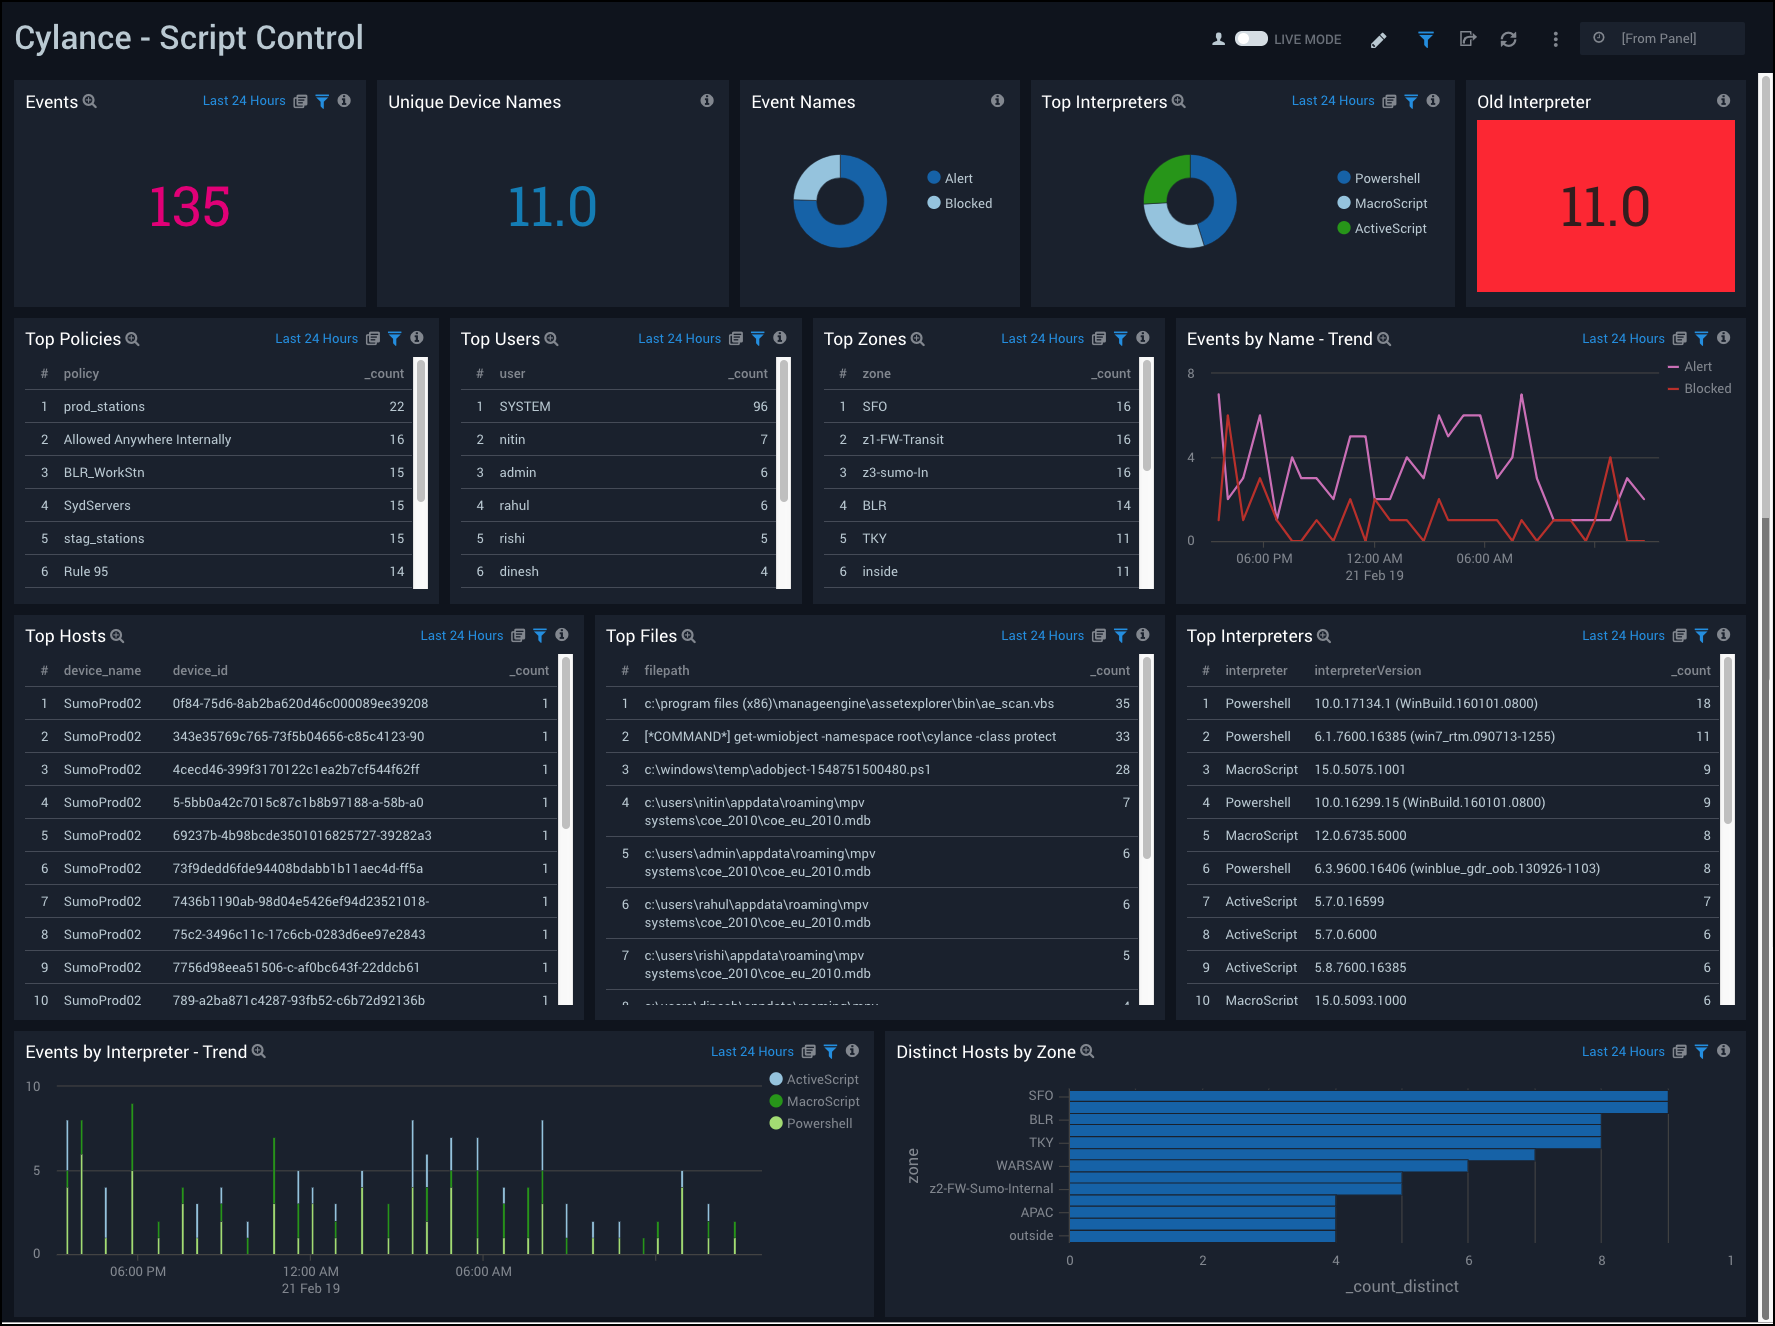 Cylance - Script Control
LIVE MODE
[From Panel]
Events
Last 24 Hours
135
Unique Device Names
11.0
Event Names
Alert
Blocked
Top Interpreters
Last 24 Hours
Powershell
MacroScript
ActiveScript
Old Interpreter
11.0
Top Policies
Last 24 Hours
# policy _count
1 prod_stations 22
2 Allowed Anywhere Internally 16
3 BLR_WorkStn 15
4 SydServers 15
5 stag_stations 15
6 Rule 95 14
Top Users
Last 24 Hours
# user _count
1 SYSTEM 96
2 nitin 7
3 admin 6
4 rahul 6
5 rishi 5
6 dinesh 4
Top Zones
Last 24 Hours
# zone _count
1 SFO 16
2 z1-FW-Transit 16
3 z3-sumo-In 16
4 BLR 14
5 TKY 11
6 inside 11
Events by Name - Trend
Last 24 Hours
Alert
Blocked
8
4
0
06:00 PM 12:00 AM 06:00 AM
21 Feb 19
Top Hosts
Last 24 Hours
# device_name device_id _count
1 SumoProd02 0f84-75d6-8ab2ba620d46c000089ee39208 1
2 SumoProd02 343e35769c765-73f5b04656-c85c4123-90 1
3 SumoProd02 4cecd46-399f3170122c1ea2b7cf544f62ff 1
4 SumoProd02 5-5bb0a42c7015c87c1b8b97188-a-58b-a0 1
5 SumoProd02 69237b-4b98bcde3501016825727-39282a3 1
6 SumoProd02 73f9dedd6fde94408bdabb1b11aec4d-ff5a 1
7 SumoProd02 7436b1190ab-98d04e5426ef94d23521018- 1
8 SumoProd02 75c2-3496c11c-17c6cb-0283d6ee97e2843 1
9 SumoProd02 7756d98eea51506-c-af0bc643f-22ddcb61 1
10 SumoProd02 789-a2ba871c4287-93fb52-c6b72d92136b 1
Top Files
Last 24 Hours
# filepath _count
1 c:\program files (x86)\manageengine\assetexplorer\bin\ae_scan.vbs 35
2 [*COMMAND*] get-wmiobject -namespace root\cylance -class protect 33
3 c:\windows\temp\adobject-1548751500480.ps1 28
4 c:\users\nitin\appdata\roaming\mpv 7
systems\coe_2010\coe_eu_2010.mdb
5 c:\users\admin\appdata\roaming\mpv 6
systems\coe_2010\coe_eu_2010.mdb
6 c:\users\rahul\appdata\roaming\mpv 6
systems\coe_2010\coe_eu_2010.mdb
7 c:\users\rishi\appdata\roaming\mpv 5
systems\coe_2010\coe_eu_2010.mdb
Top Interpreters
Last 24 Hours
# interpreter interpreterVersion _count
1 Powershell 10.0.17134.1 (WinBuild.160101.0800) 18
2 Powershell 6.1.7600.16385 (win7_rtm.090713-1255) 11
3 MacroScript 15.0.5075.1001 9
4 Powershell 10.0.16299.15 (WinBuild.160101.0800) 9
5 MacroScript 12.0.6735.5000 8
6 Powershell 6.3.9600.16406 (winblue_gdr_oob.130926-1103) 8
7 ActiveScript 5.7.0.16599 7
8 ActiveScript 5.7.0.6000 6
9 ActiveScript 5.8.7600.16385 6
10 MacroScript 15.0.5093.1000 6
Events by Interpreter - Trend
Last 24 Hours
ActiveScript
MacroScript
Powershell
10
5
0
06:00 PM 12:00 AM 06:00 AM
21 Feb 19
Distinct Hosts by Zone
Last 24 Hours
zone
SFO
BLR
TKY
WARSAW
z2-FW-Sumo-Internal
APAC
outside
0 2 4 6 8 1
_count_distinct